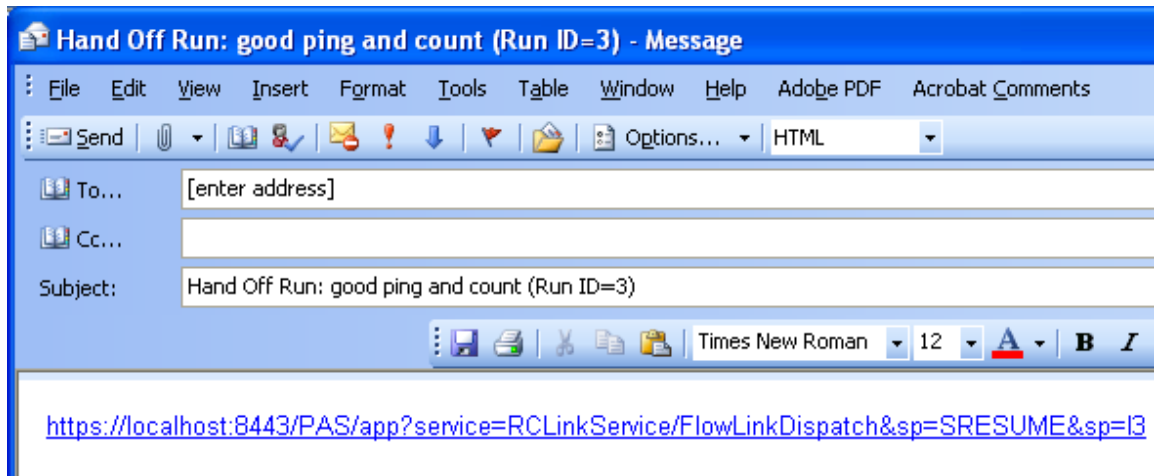 Hand Off Run: good ping and count (Run ID=3) - Message
File Edit View Insert Format Tools Table Window Help Adobe PDF Acrobat Comments
Send Options... HTML
To... [enter address]
Cc...
Subject: Hand Off Run: good ping and count (Run ID=3)
Times New Roman 12 A B I
https://localhost:8443/PAS/app?service=RCLinkService/FlowLinkDispatch&sp=SRESUME&sp=l3